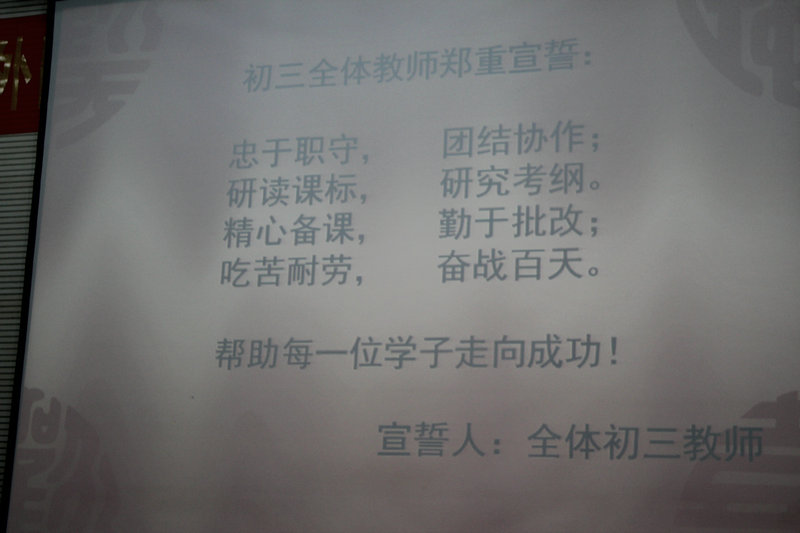 初三全体教师郑重宣誓：
忠于职守， 团结协作；
研读课标， 研究考纲。
精心备课， 勤于批改；
吃苦耐劳， 奋战百天。
帮助每一位学子走向成功！
宣誓人：全体初三教师